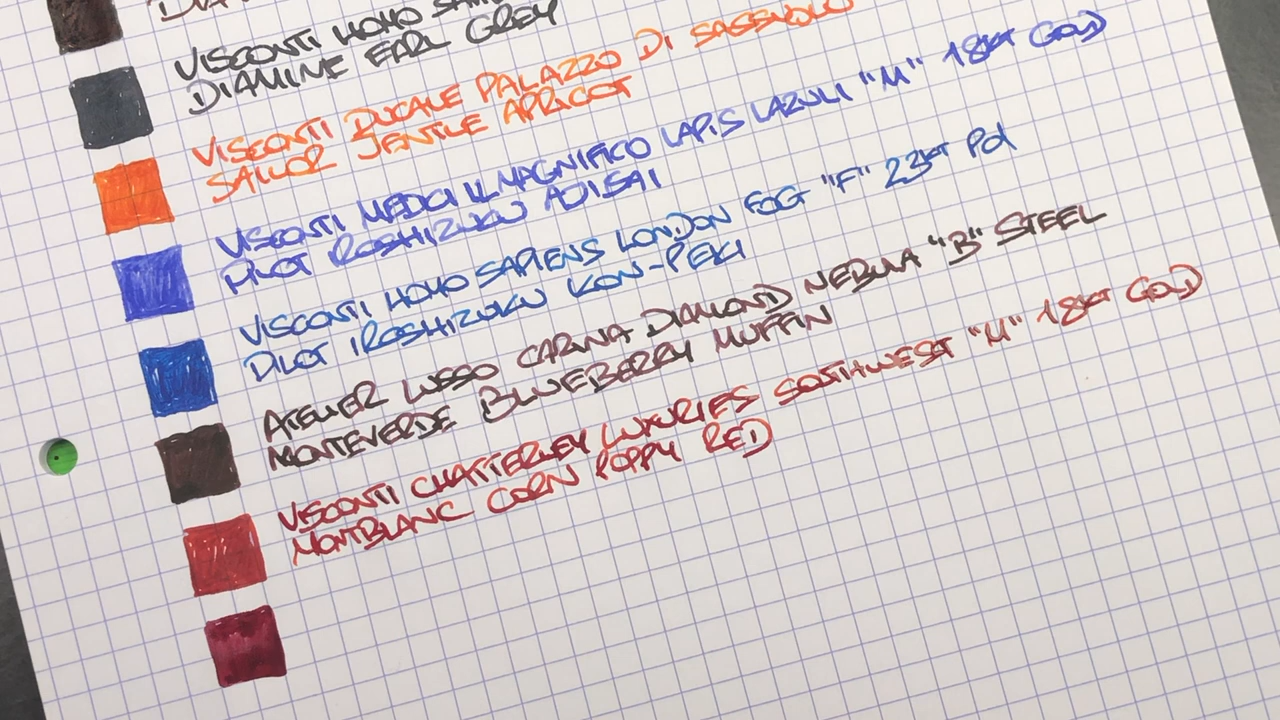 VISCONTI HOMO
DIAMINE EARL GREY
VISCONTI DUCALE PALAZZO DI SASSUOLO
SAILOR JENTLE APRICOT
VISCONTI MEDICI IL MAGNIFICO LAPIS LAZULI "M" 18KT GOLD
PILOT IROSHIZUKU AJISAI
VISCONTI HOMO SAPIENS LONDON FOG "F" 23KT Pd
PILOT IROSHIZUKU KON-PEKI
ATELIER LUSSO CARINA DIAMOND NEBULA "B" STEEL
MONTEVERDE BLUEBERRY MUFFIN
VISCONTI CHATTERLEY LUXURIES SOUTHWEST "M" 18KT GOLD
MONTBLANC CORN POPPY RED